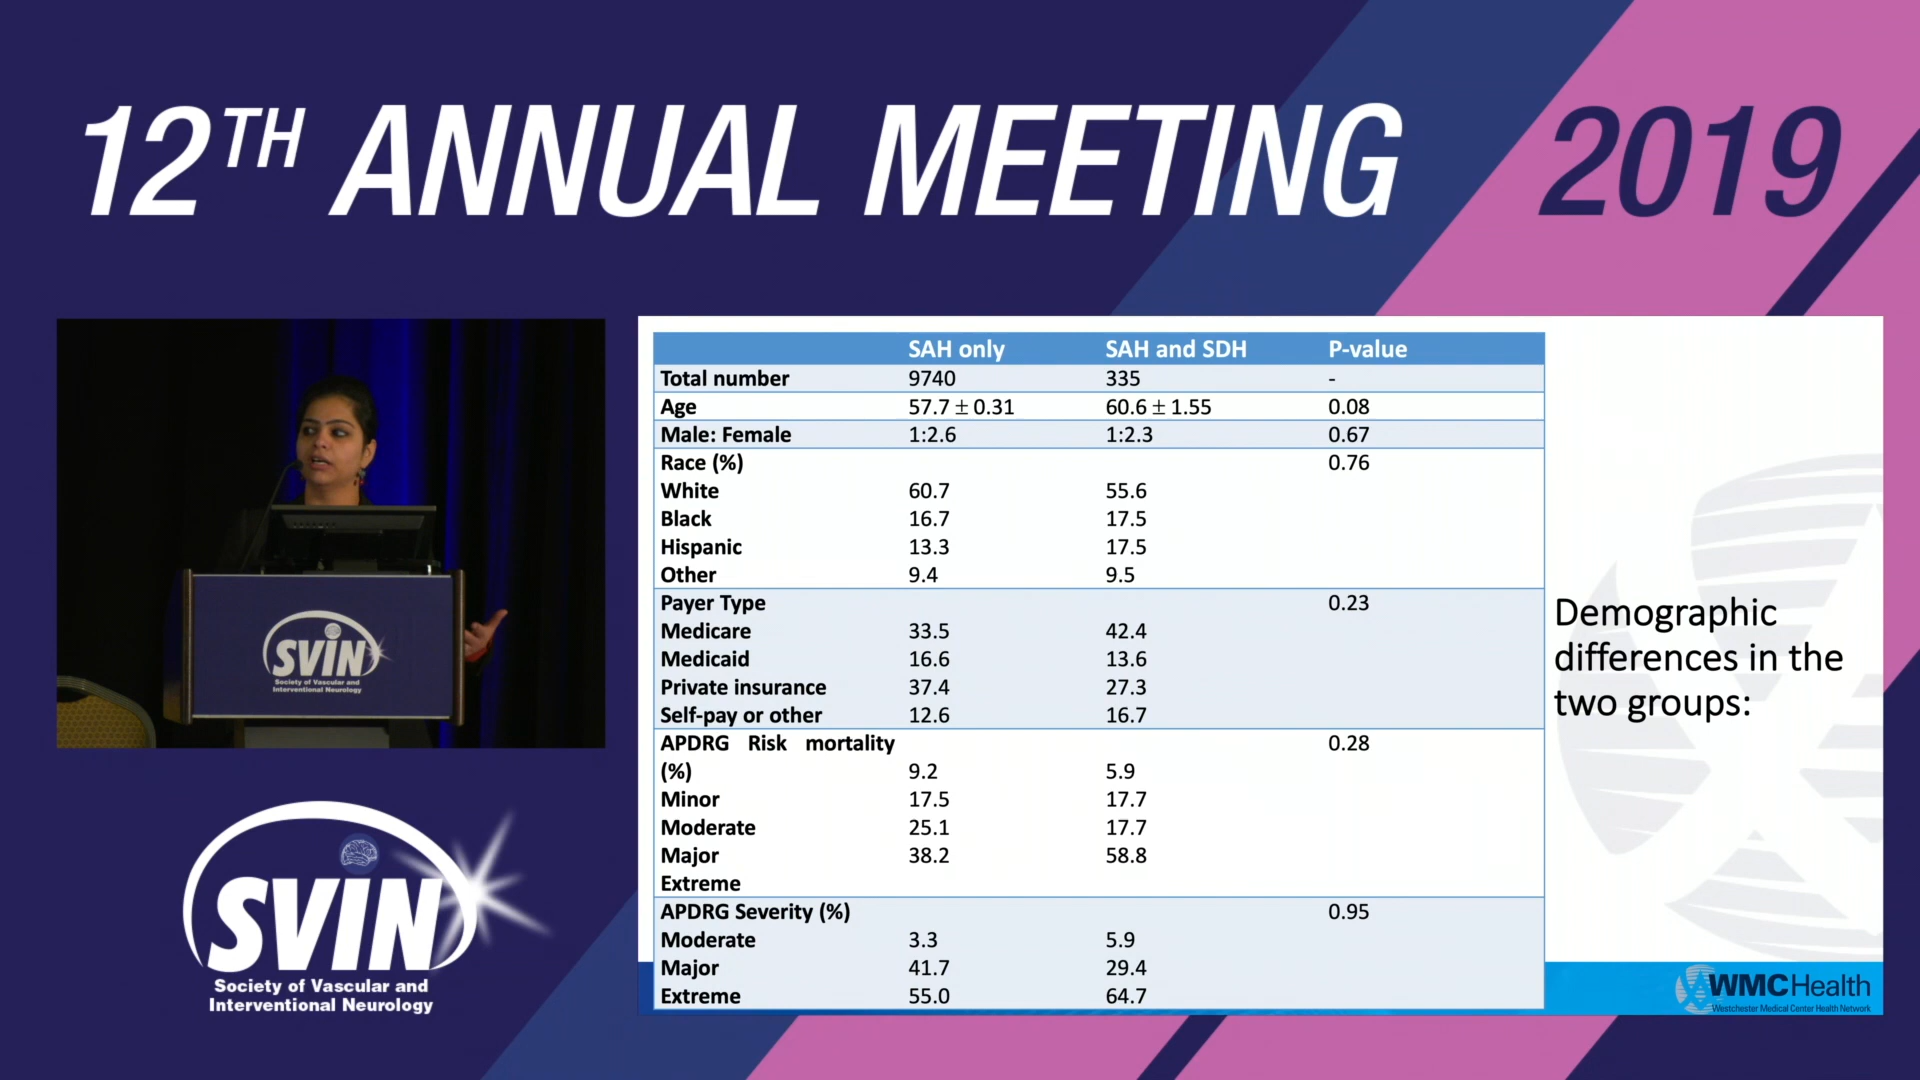 12TH ANNUAL MEETING 2019
SVIN
Society of Vascular and
Interventional Neurology
SVIN
Society of Vascular and
Interventional Neurology
SAH only SAH and SDH P-value
Total number 9740 335 -
Age 57.7 ± 0.31 60.6 ± 1.55 0.08
Male: Female 1:2.6 1:2.3 0.67
Race (%) 0.76
White 60.7 55.6
Black 16.7 17.5
Hispanic 13.3 17.5
Other 9.4 9.5
Payer Type 0.23
Medicare 33.5 42.4
Medicaid 16.6 13.6
Private insurance 37.4 27.3
Self-pay or other 12.6 16.7
APDRG Risk mortality 0.28
(%) 9.2 5.9
Minor 17.5 17.7
Moderate 25.1 17.7
Major 38.2 58.8
Extreme
APDRG Severity (%) 0.95
Moderate 3.3 5.9
Major 41.7 29.4
Extreme 55.0 64.7
Demographic
differences in the
two groups:
WMCHealth
Westchester Medical Center Health Network